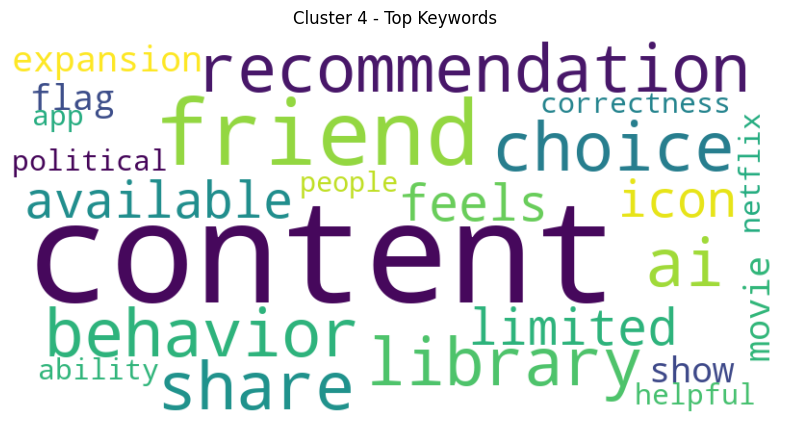 Cluster 4 - Top Keywords
expansion
recommendation
flag
app
friend
correctness
choice
netflix
political
people
available
feels
icon
content
ai
movie
behavior
limited
library
ability
share
show
helpful